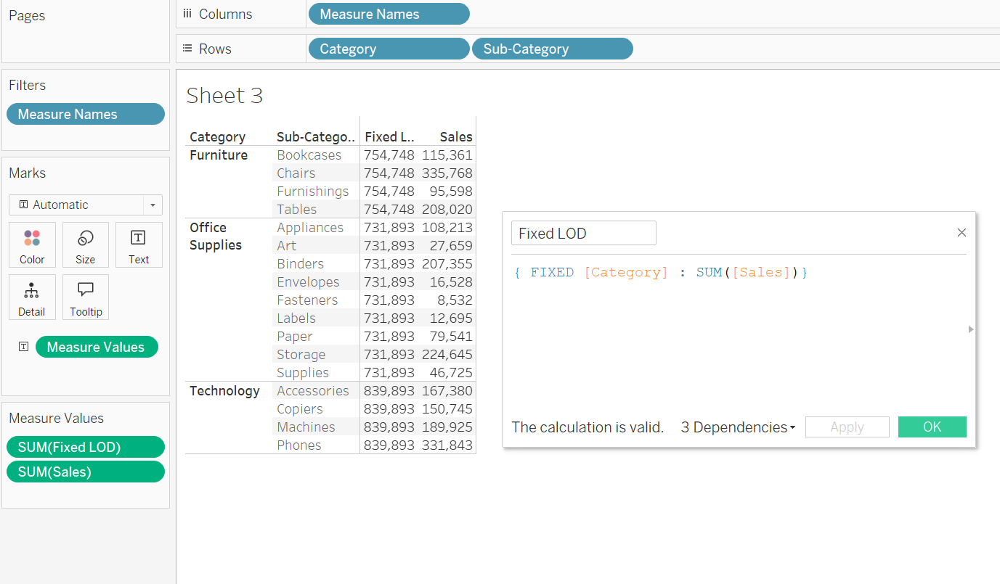 Pages
Columns
Measure Names
Rows
Category
Sub-Category
Filters
Measure Names
Marks
Automatic
Color
Size
Text
Detail
Tooltip
Measure Values
Measure Values
SUM(Fixed LOD)
SUM(Sales)
Sheet 3
Category Sub-Catego.. Fixed L.. Sales
Furniture Bookcases 754,748 115,361
Chairs 754,748 335,768
Furnishings 754,748 95,598
Tables 754,748 208,020
Office Appliances 731,893 108,213
Supplies Art 731,893 27,659
Binders 731,893 207,355
Envelopes 731,893 16,528
Fasteners 731,893 8,532
Labels 731,893 12,695
Paper 731,893 79,541
Storage 731,893 224,645
Supplies 731,893 46,725
Technology Accessories 839,893 167,380
Copiers 839,893 150,745
Machines 839,893 189,925
Phones 839,893 331,843
Fixed LOD
{ FIXED [Category] : SUM([Sales])}
The calculation is valid. 3 Dependencies Apply OK